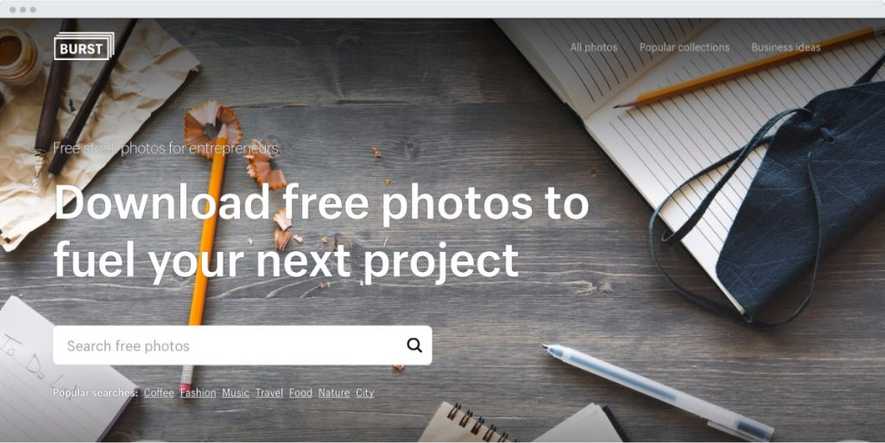 BURST
All photos Popular collections Business ideas
Free stock photos for entrepreneurs
Download free photos to
fuel your next project
Search free photos
Popular searches: Coffee Fashion Music Travel Food Nature City
To Do